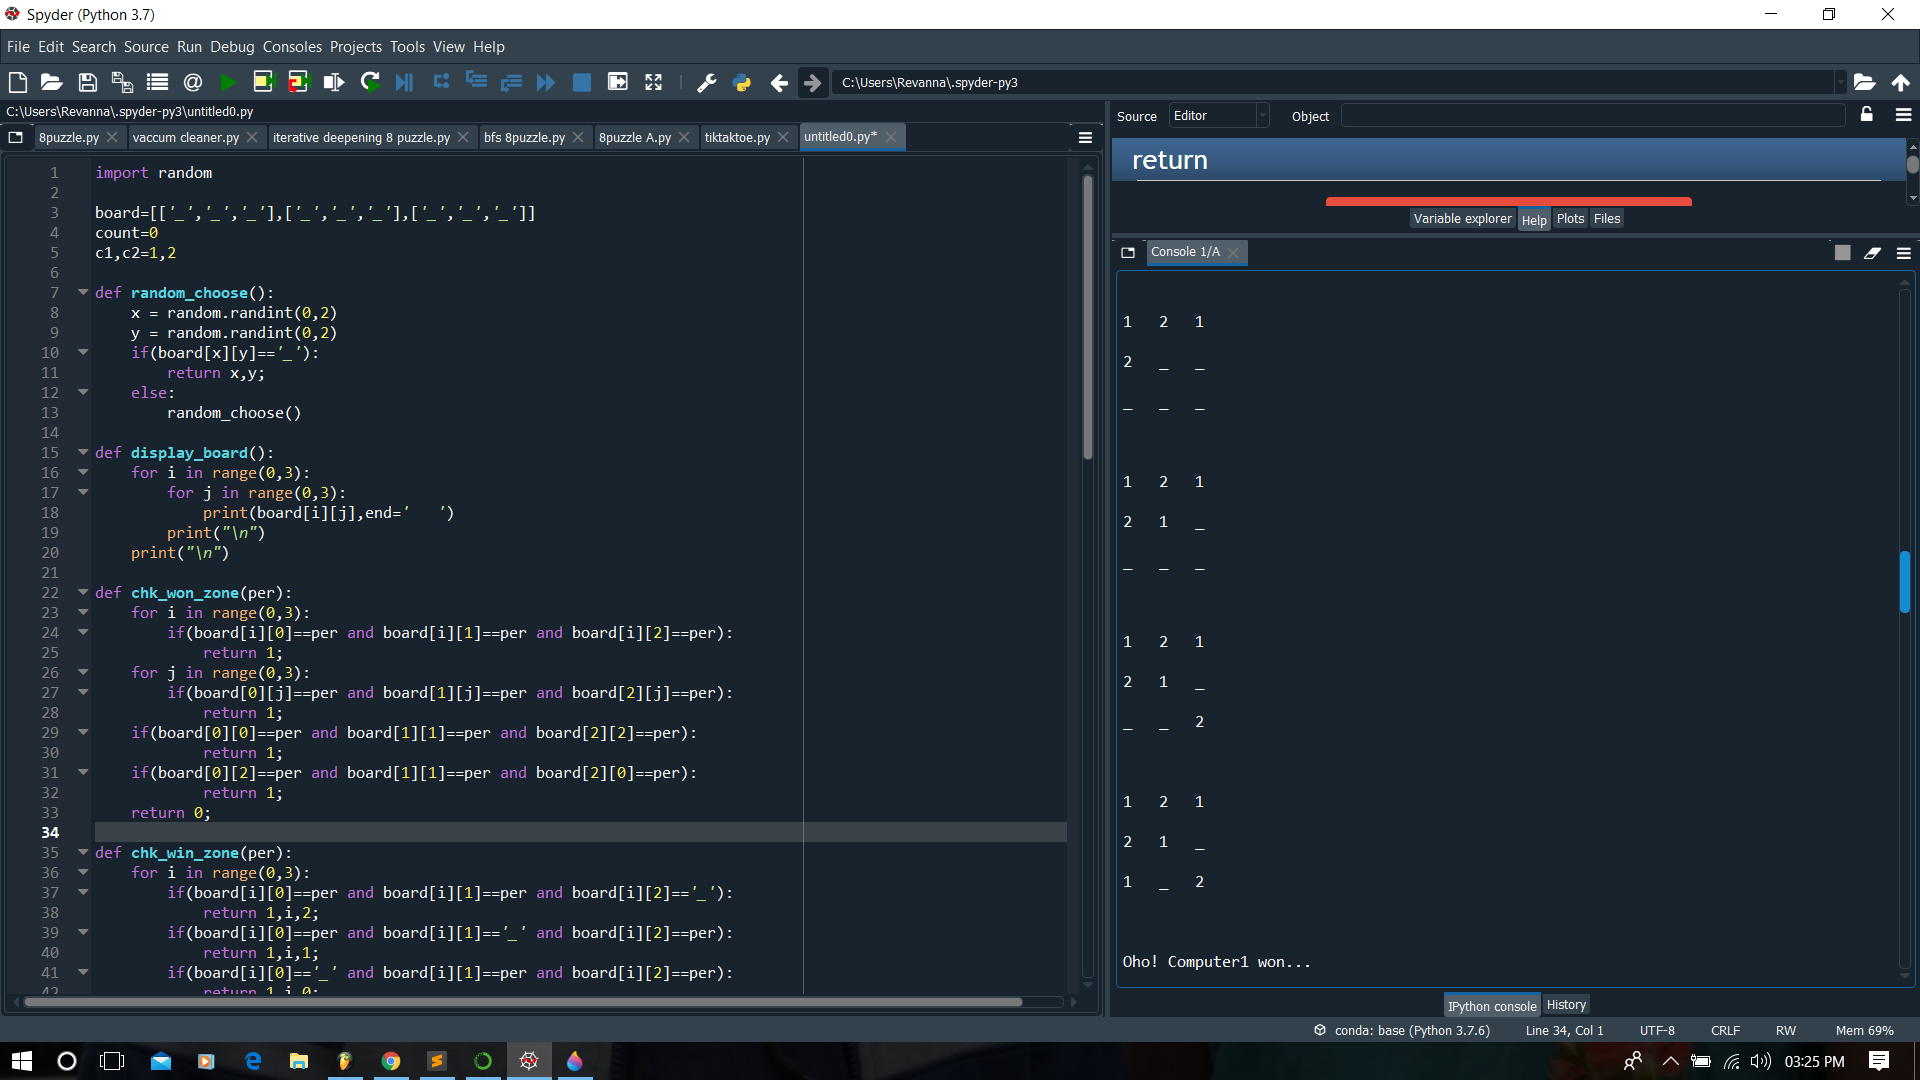 Spyder (Python 3.7)
File Edit Search Source Run Debug Consoles Projects Tools View Help
C:\Users\Revanna\.spyder-py3
C:\Users\Revanna\.spyder-py3\untitled0.py
8puzzle.py vaccum cleaner.py iterative deepening 8 puzzle.py bfs 8puzzle.py 8puzzle A.py tiktaktoe.py untitled0.py*
1 import random
2
3 board=[['_','_','_'],['_','_','_'],['_','_','_']]
4 count=0
5 c1,c2=1,2
6
7 def random_choose():
8     x = random.randint(0,2)
9     y = random.randint(0,2)
10     if(board[x][y]=='_'):
11         return x,y;
12     else:
13         random_choose()
14
15 def display_board():
16     for i in range(0,3):
17         for j in range(0,3):
18             print(board[i][j],end='   ')
19         print("\n")
20     print("\n")
21
22 def chk_won_zone(per):
23     for i in range(0,3):
24         if(board[i][0]==per and board[i][1]==per and board[i][2]==per):
25             return 1;
26     for j in range(0,3):
27         if(board[0][j]==per and board[1][j]==per and board[2][j]==per):
28             return 1;
29     if(board[0][0]==per and board[1][1]==per and board[2][2]==per):
30             return 1;
31     if(board[0][2]==per and board[1][1]==per and board[2][0]==per):
32             return 1;
33     return 0;
34
35 def chk_win_zone(per):
36     for i in range(0,3):
37         if(board[i][0]==per and board[i][1]==per and board[i][2]=='_'):
38             return 1,i,2;
39         if(board[i][0]==per and board[i][1]=='_' and board[i][2]==per):
40             return 1,i,1;
41         if(board[i][0]=='_' and board[i][1]==per and board[i][2]==per):
42             return 1,i,0;
Source Editor Object
return
Variable explorer Help Plots Files
Console 1/A
1   2   1
2   _   _
_   _   _
1   2   1
2   1   _
_   _   _
1   2   1
2   1   _
_   _   2
1   2   1
2   1   _
1   _   2
Oho! Computer1 won...
IPython console History
conda: base (Python 3.7.6) Line 34, Col 1 UTF-8 CRLF RW Mem 69%
03:25 PM